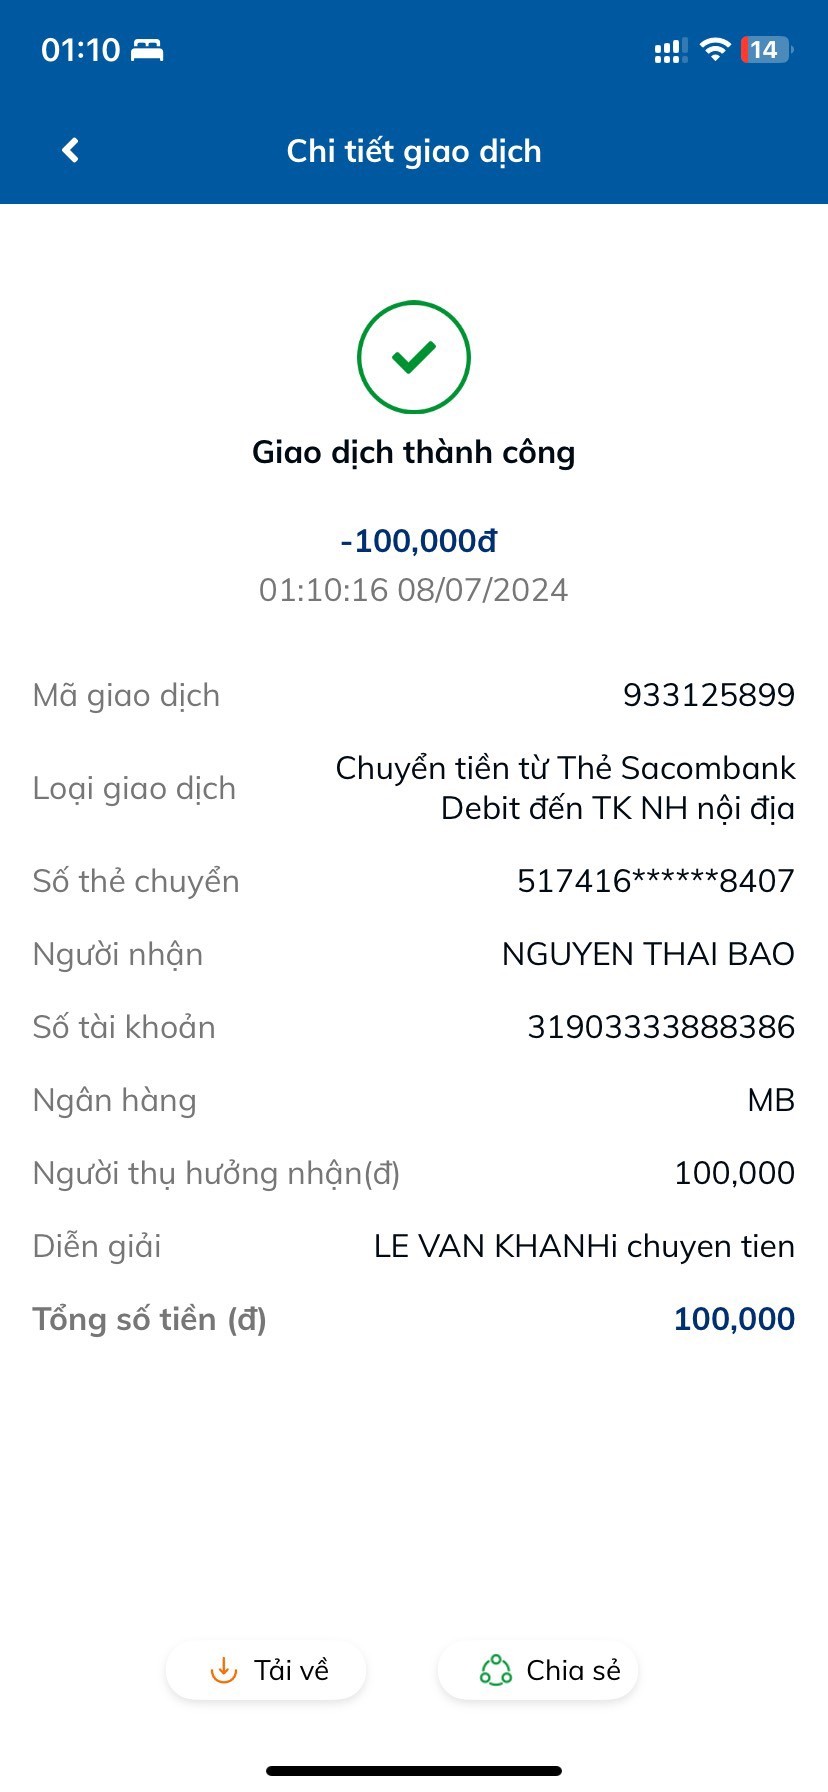 01:10
14
Chi tiết giao dịch
Giao dịch thành công
-100,000đ
01:10:16 08/07/2024
Mã giao dịch 933125899
Loại giao dịch Chuyển tiền từ Thẻ Sacombank
Debit đến TK NH nội địa
Số thẻ chuyển 517416******8407
Người nhận NGUYEN THAI BAO
Số tài khoản 31903333888386
Ngân hàng MB
Người thụ hưởng nhận(đ) 100,000
Diễn giải LE VAN KHANHi chuyen tien
Tổng số tiền (đ) 100,000
Tải về Chia sẻ